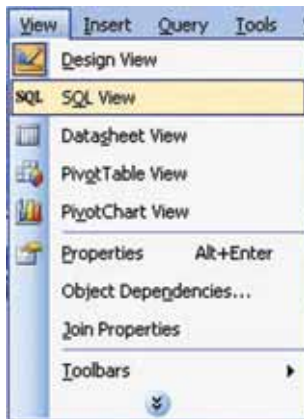 View Insert Query Tools
Design View
SQL SQL View
Datasheet View
PivotTable View
PivotChart View
Properties Alt+Enter
Object Dependencies...
Join Properties
Toolbars